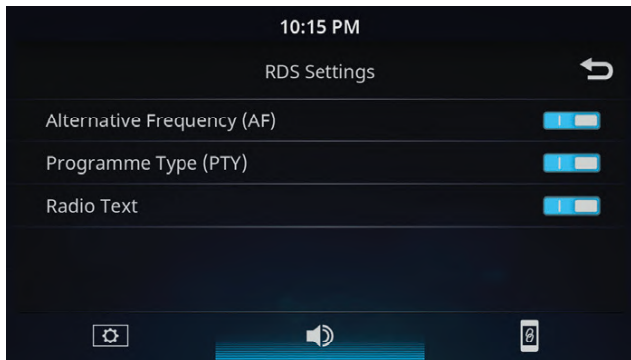 10:15 PM
RDS Settings
Alternative Frequency (AF)
Programme Type (PTY)
Radio Text